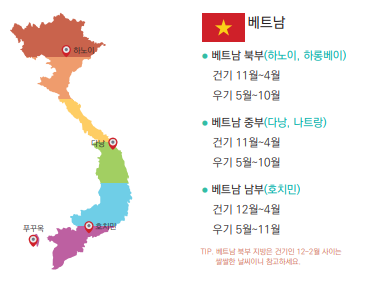 베트남
하노이
다낭
푸꾸옥
호치민
베트남 북부(하노이, 하롱베이)
건기 11월~4월
우기 5월~10월
베트남 중부(다낭, 나트랑)
건기 11월~4월
우기 5월~10월
베트남 남부(호치민)
건기 12월~4월
우기 5월~11월
TIP. 베트남 북부 지방은 건기인 12~2월 사이는
쌀쌀한 날씨이니 참고하세요.